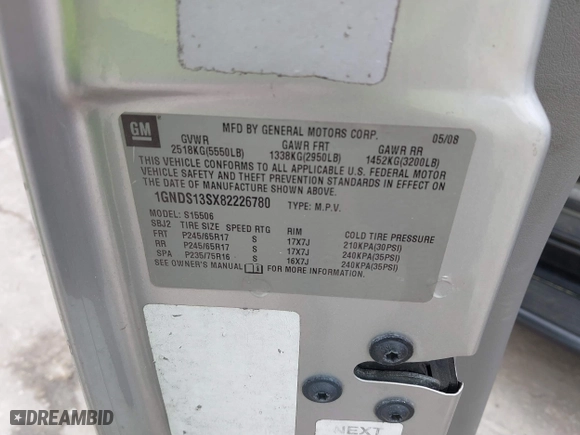 GM
MFD BY GENERAL MOTORS CORP. 05/08
GVWR GAWR FRT GAWR RR
2518KG(5550LB) 1338KG(2950LB) 1452KG(3200LB)
THIS VEHICLE CONFORMS TO ALL APPLICABLE U.S. FEDERAL MOTOR
VEHICLE SAFETY AND THEFT PREVENTION STANDARDS IN EFFECT ON
THE DATE OF MANUFACTURE SHOWN ABOVE.
1GNDS13SX82226780 TYPE: M.P.V.
MODEL: S15506
SBJ2 TIRE SIZE SPEED RTG RIM COLD TIRE PRESSURE
FRT P245/65R17 S 17X7J 210KPA(30PSI)
RR P245/65R17 S 17X7J 240KPA(35PSI)
SPA P235/75R16 S 16X7J 240KPA(35PSI)
SEE OWNER'S MANUAL FOR MORE INFORMATION.
NEXT
DREAMBID